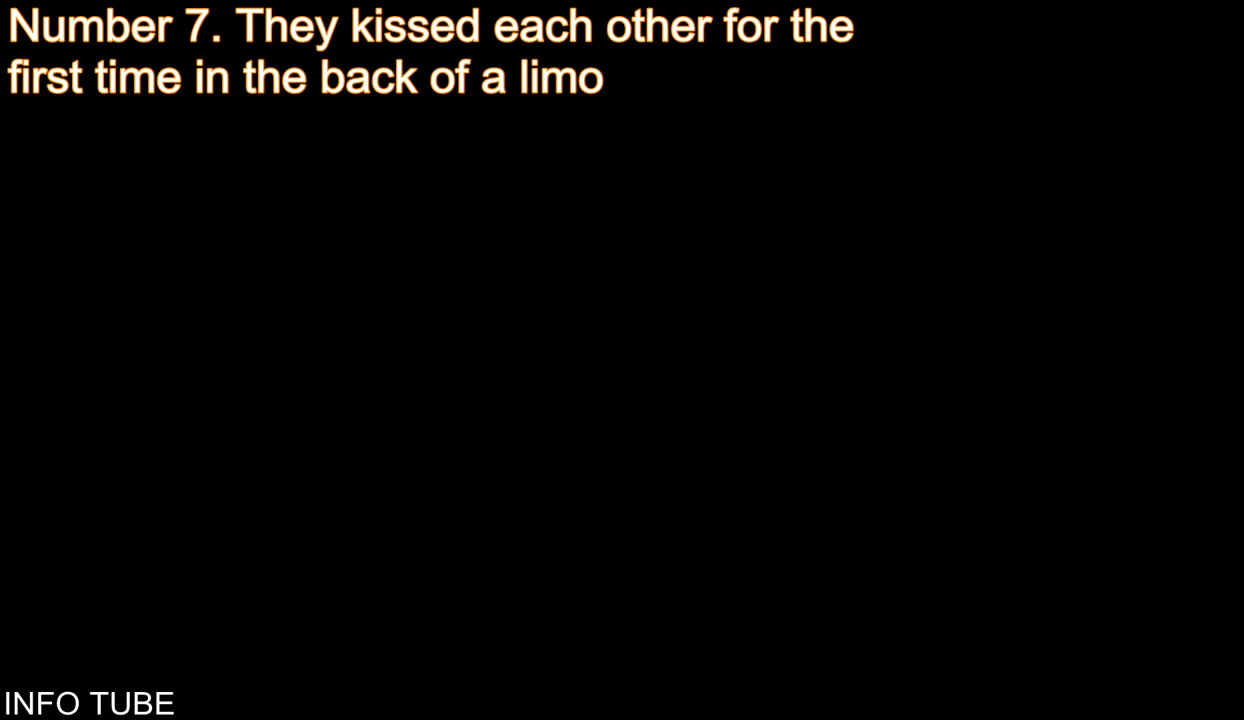 Number 7. They kissed each other for the
first time in the back of a limo
INFO TUBE